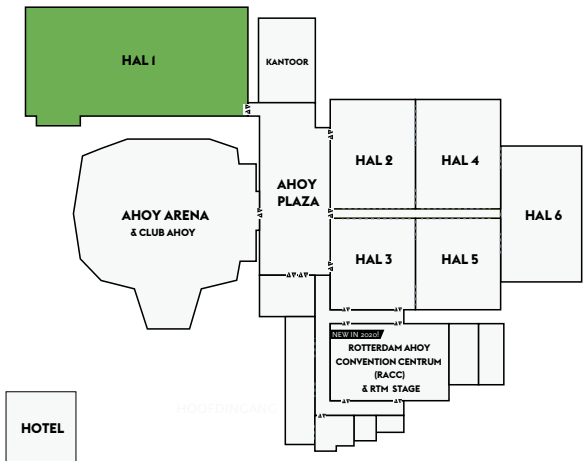 HAL 1
KANTOOR
HAL 2
HAL 4
AHOY
PLAZA
AHOY ARENA
& CLUB AHOY
HAL 6
HAL 3
HAL 5
NEW IN 2020!
ROTTERDAM AHOY
CONVENTION CENTRUM
(RACC)
& RTM STAGE
HOOFDINGANG
HOTEL